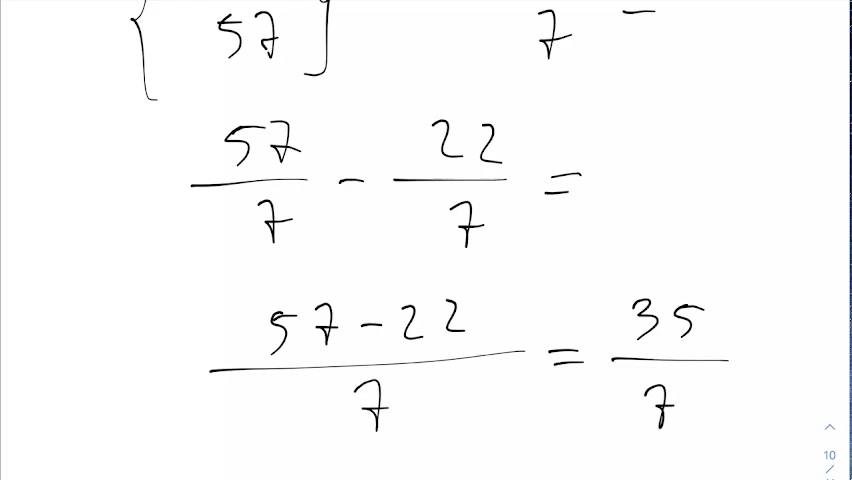 { 57 ] 7 -
57/7 - 22/7 =
57-22/7 = 35/7
10
/